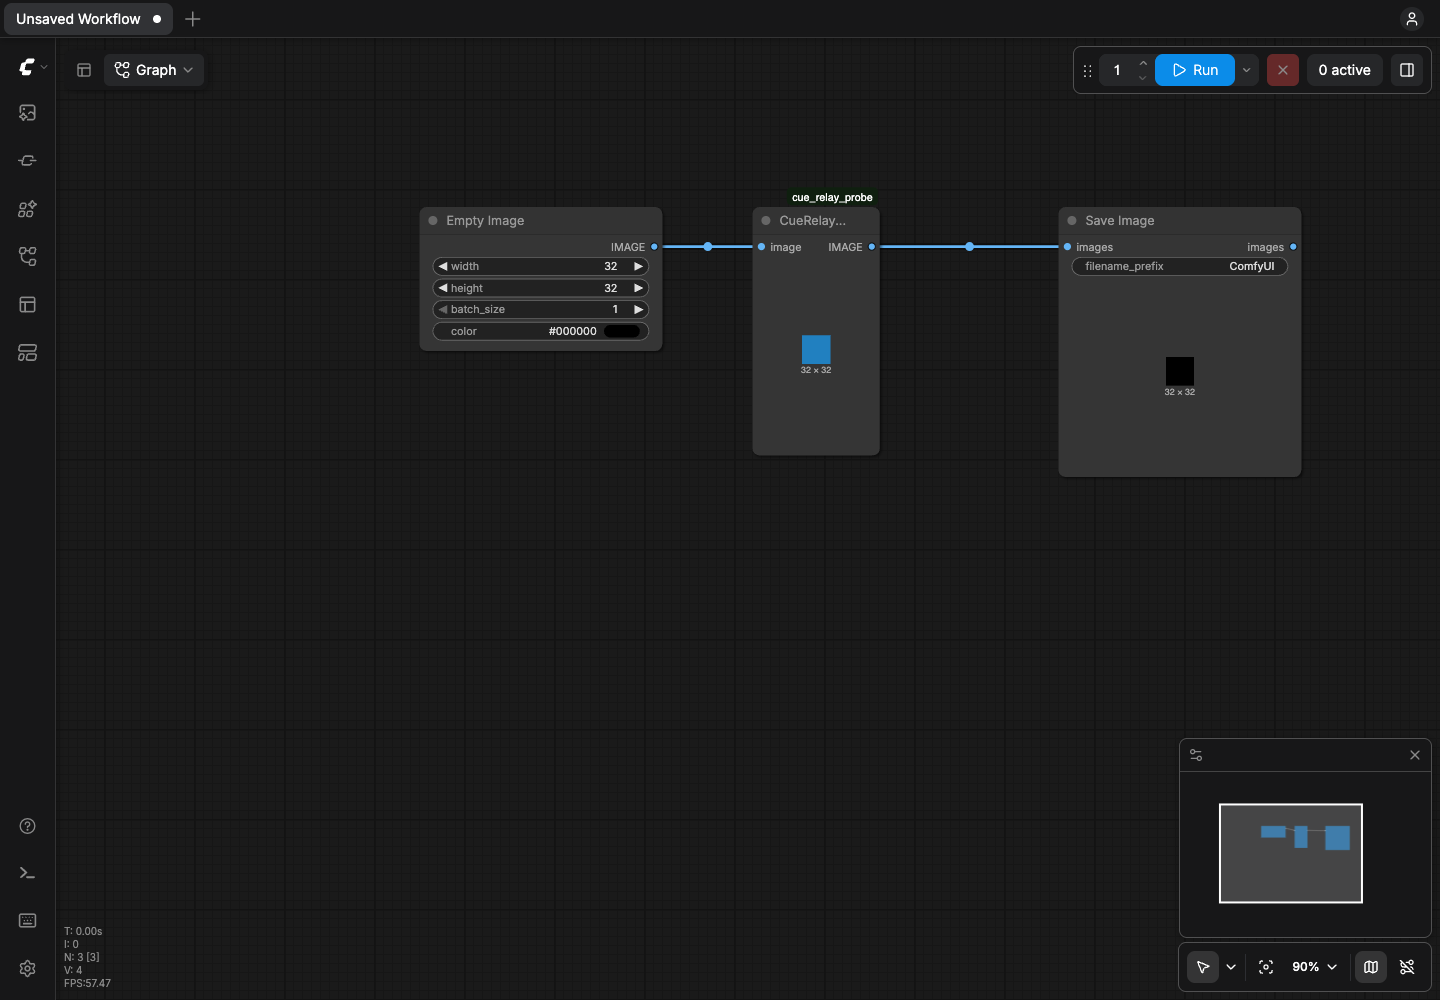 Unsaved Workflow
Graph
1
Run
0 active
cue_relay_probe
Empty Image
IMAGE
width 32
height 32
batch_size 1
color #000000
CueRelay...
image IMAGE
32 × 32
Save Image
images images
filename_prefix ComfyUI
32 × 32
T: 0.00s
I: 0
N: 3 [3]
V: 4
FPS:57.47
90%